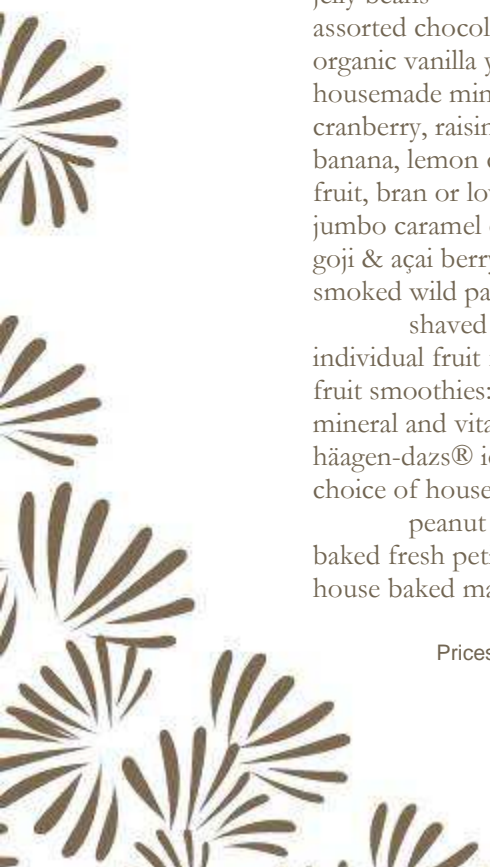 jelly beans
assorted chocol
organic vanilla y
housemade min
cranberry, raisin
banana, lemon o
fruit, bran or lo
jumbo caramel
goji & açai berry
smoked wild pa
shaved
individual fruit
fruit smoothies:
mineral and vita
häagen-dazs® ic
choice of house
peanut
baked fresh peti
house baked ma
Prices